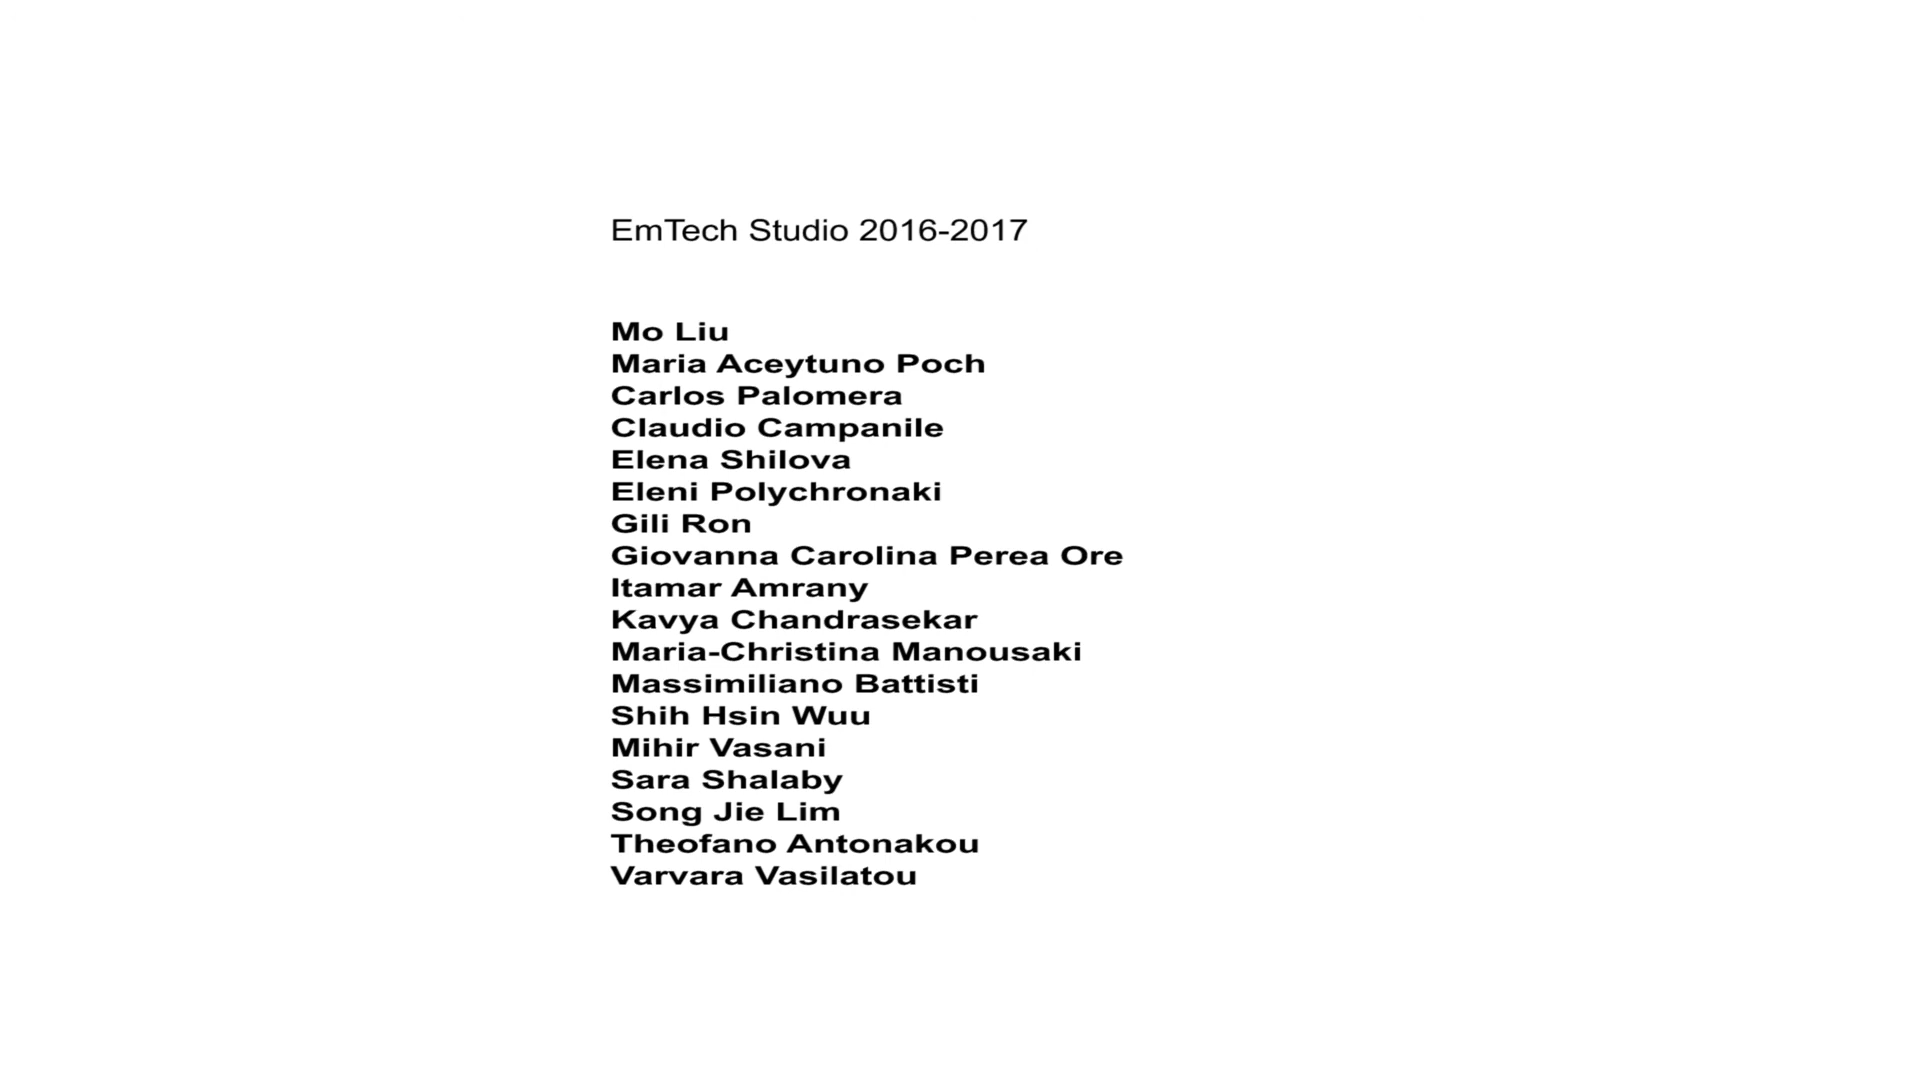 EmTech Studio 2016-2017
Mo Liu
Maria Aceytuno Poch
Carlos Palomera
Claudio Campanile
Elena Shilova
Eleni Polychronaki
Gili Ron
Giovanna Carolina Perea Ore
Itamar Amrany
Kavya Chandrasekar
Maria-Christina Manousaki
Massimiliano Battisti
Shih Hsin Wuu
Mihir Vasani
Sara Shalaby
Song Jie Lim
Theofano Antonakou
Varvara Vasilatou